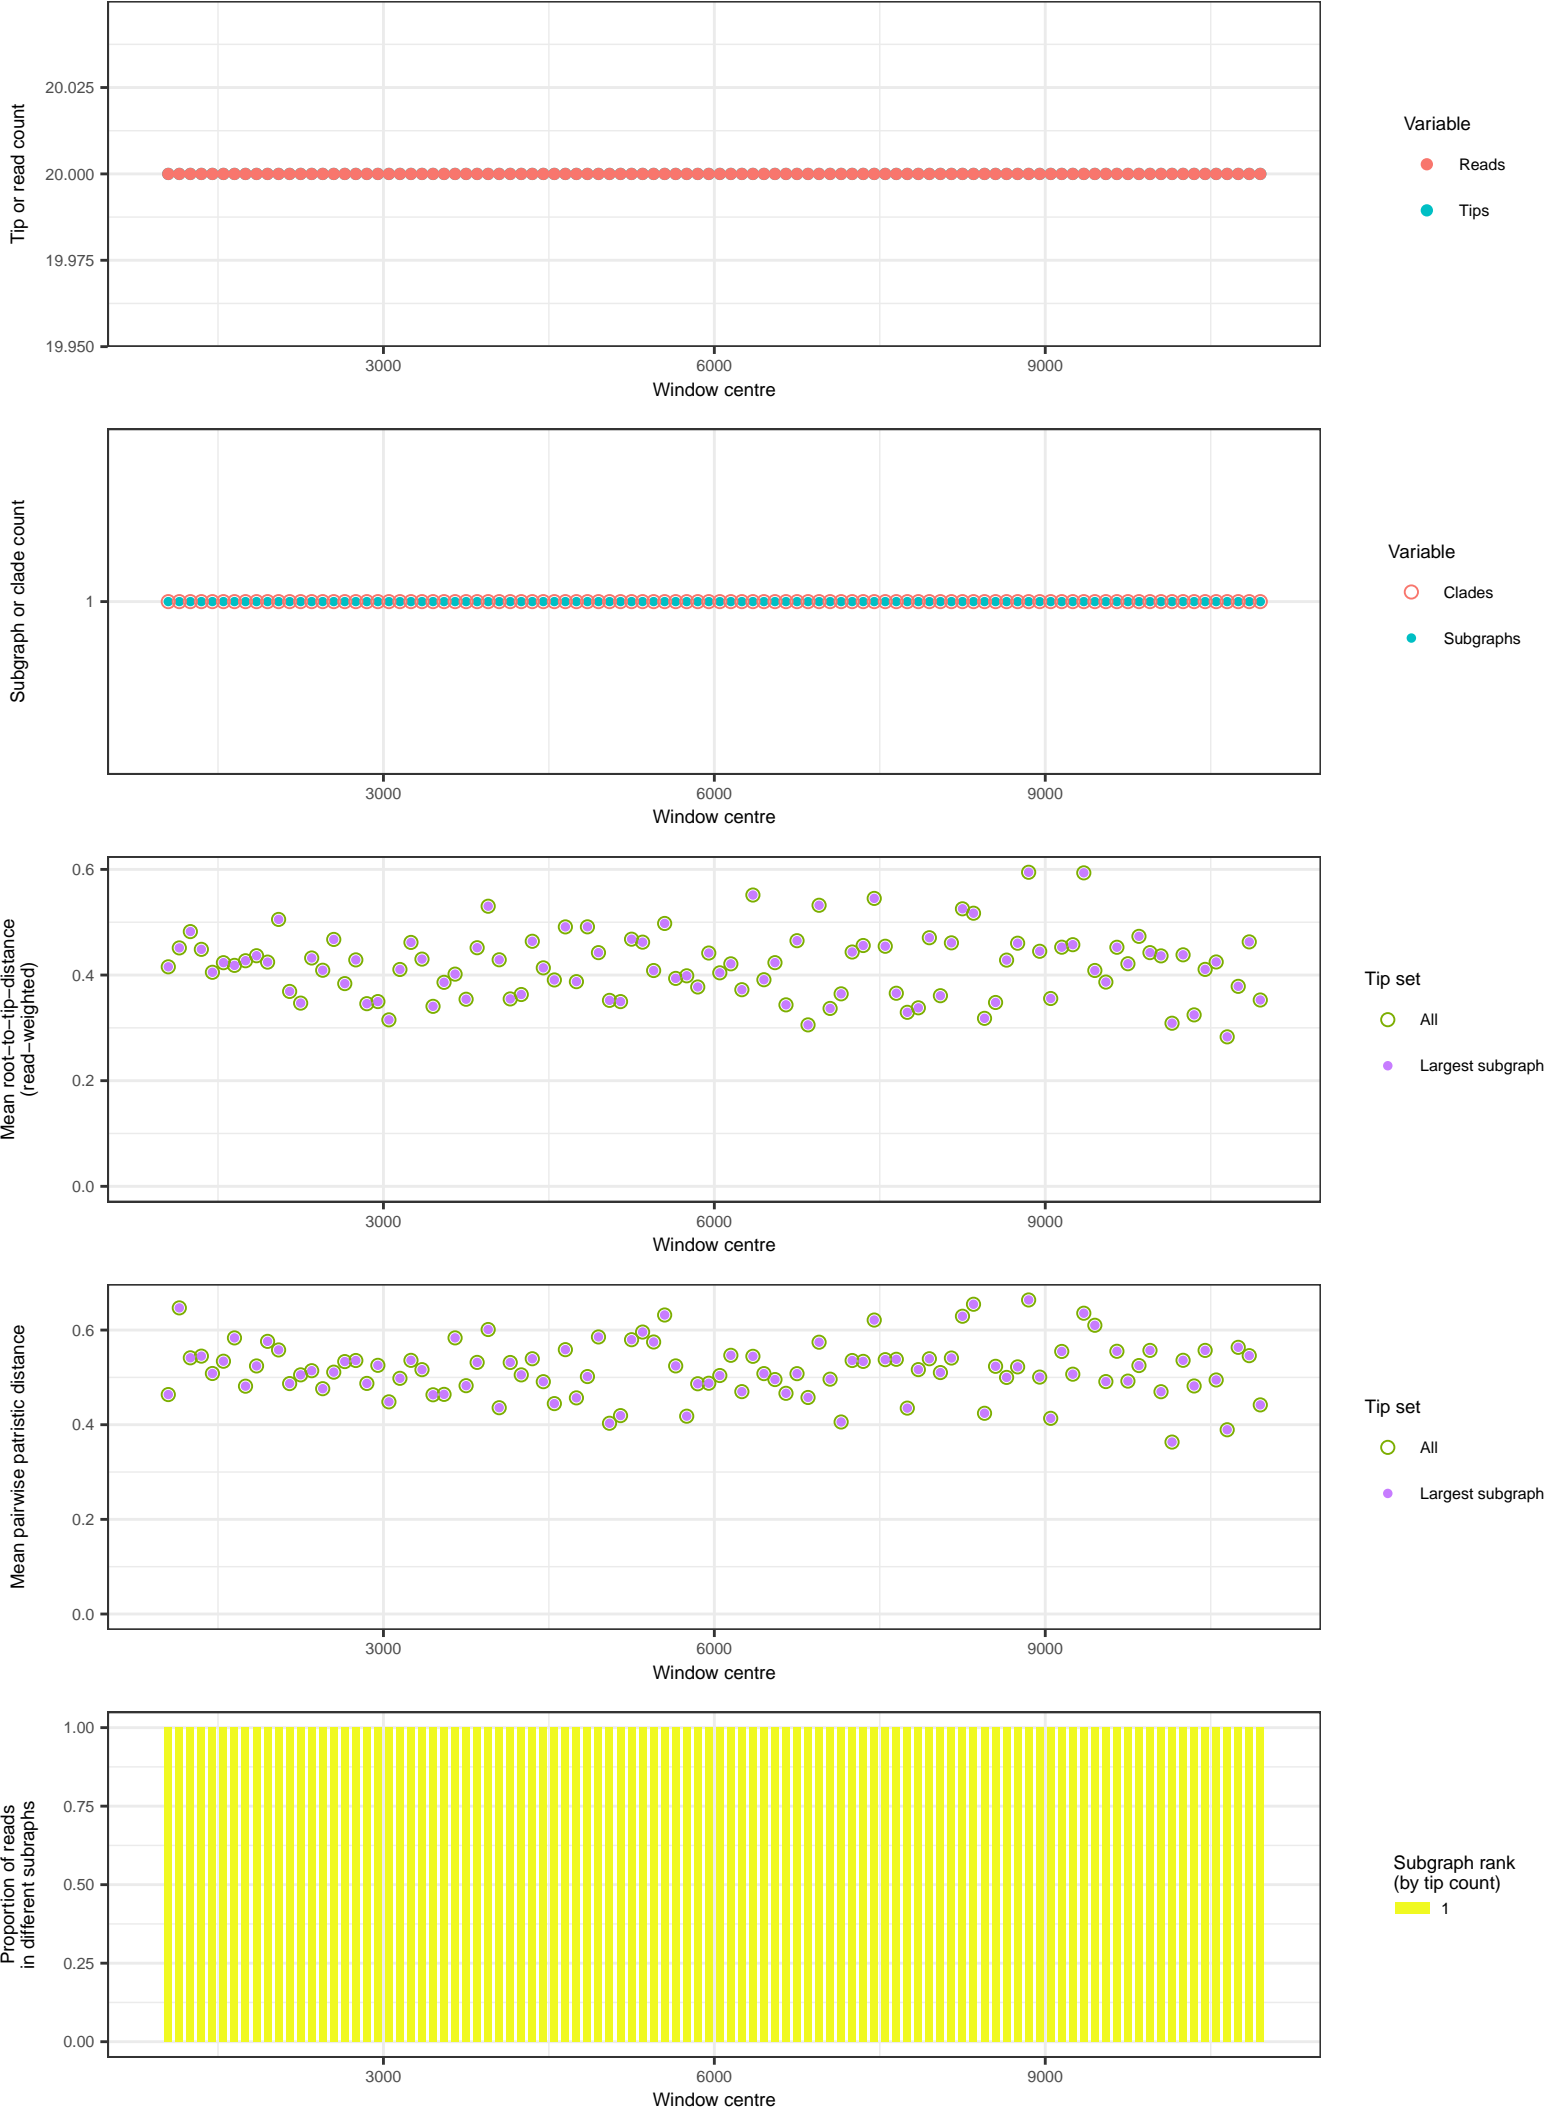 20.025
20.000
19.975
19.950
Tip or read count
3000 6000 9000
Window centre
Variable
Reads
Tips
1
Subgraph or clade count
3000 6000 9000
Window centre
Variable
Clades
Subgraphs
0.6
0.4
0.2
0.0
Mean root−to−tip−distance
(read−weighted)
3000 6000 9000
Window centre
Tip set
All
Largest subgraph
0.6
0.4
0.2
0.0
Mean pairwise patristic distance
3000 6000 9000
Window centre
Tip set
All
Largest subgraph
1.00
0.75
0.50
0.25
0.00
Proportion of reads
in different subraphs
3000 6000 9000
Window centre
Subgraph rank
(by tip count)
1